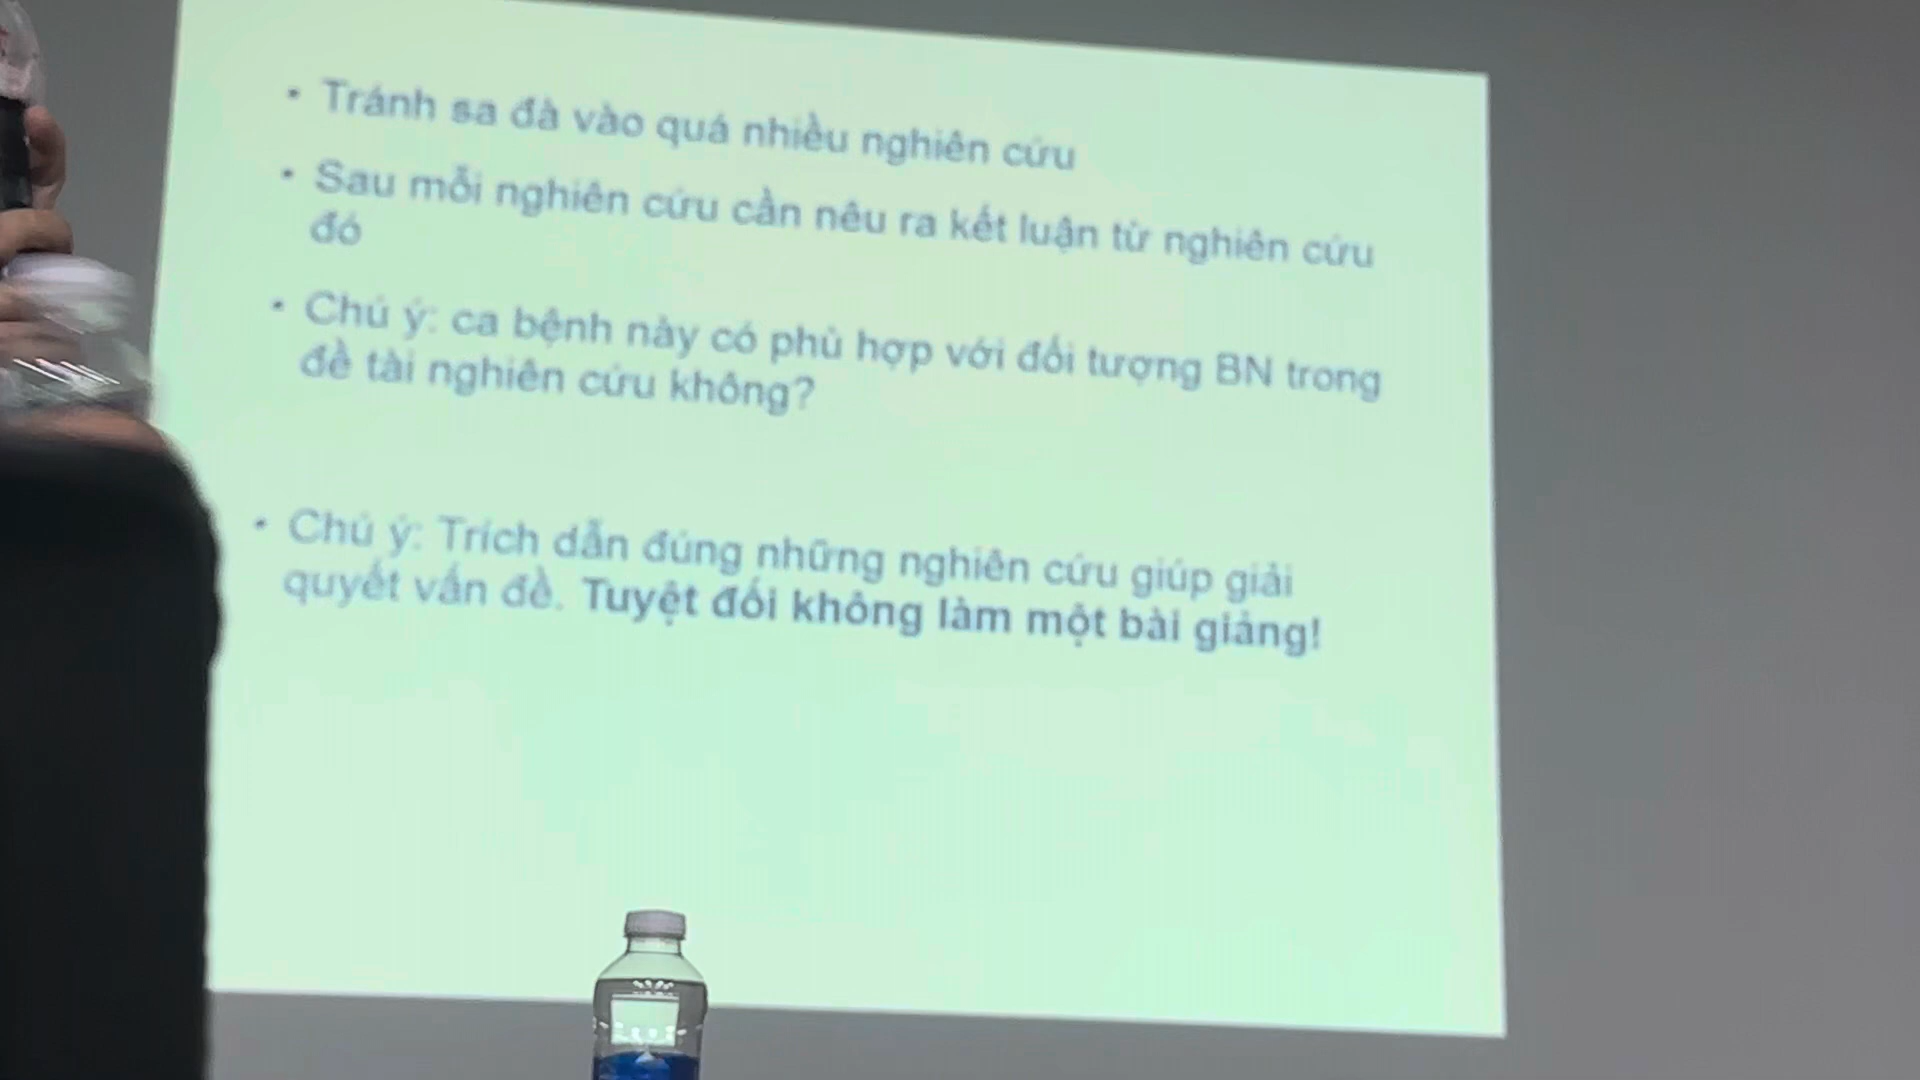 • Tránh sa đà vào quá nhiều nghiên cứu
• Sau mỗi nghiên cứu cần nêu ra kết luận từ nghiên cứu
đó
• Chú ý: ca bệnh này có phù hợp với đối tượng BN trong
đề tài nghiên cứu không?
• Chú ý: Trích dẫn đúng những nghiên cứu giúp giải
quyết vấn đề. Tuyệt đối không làm một bài giảng!